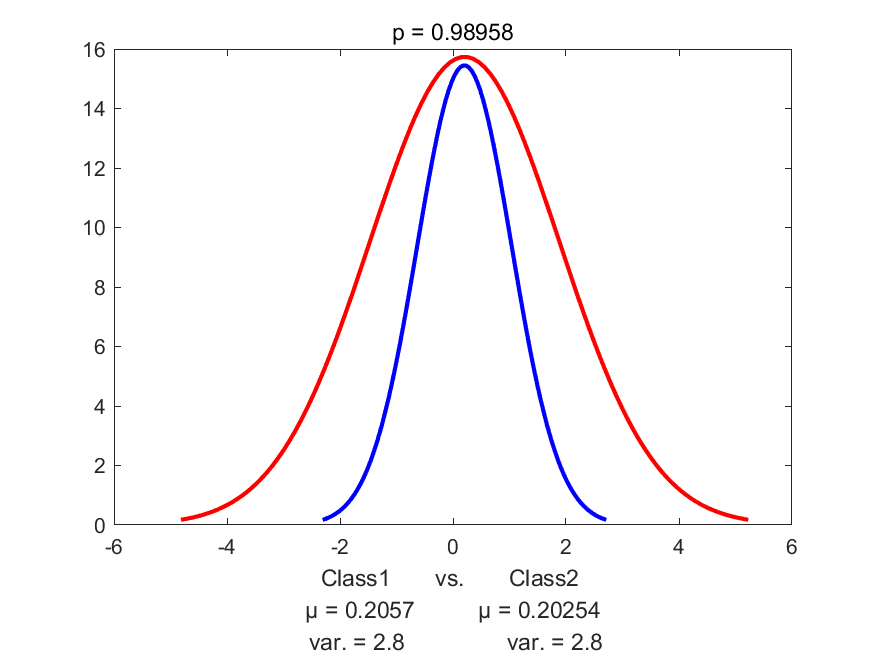 p = 0.98958
16
14
12
10
8
6
4
2
0
-6 -4 -2 0 2 4 6
Class1 vs. Class2
μ = 0.2057 μ = 0.20254
var. = 2.8 var. = 2.8